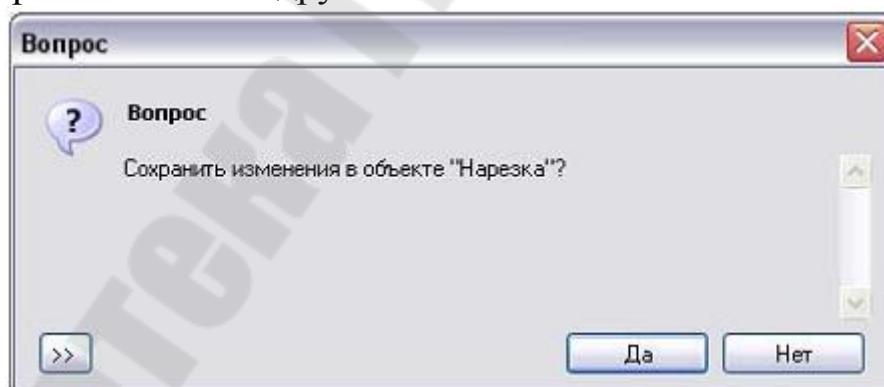 Вопрос
?
Вопрос
Сохранить изменения в объекте "Нарезка"?
>>
Да
Нет